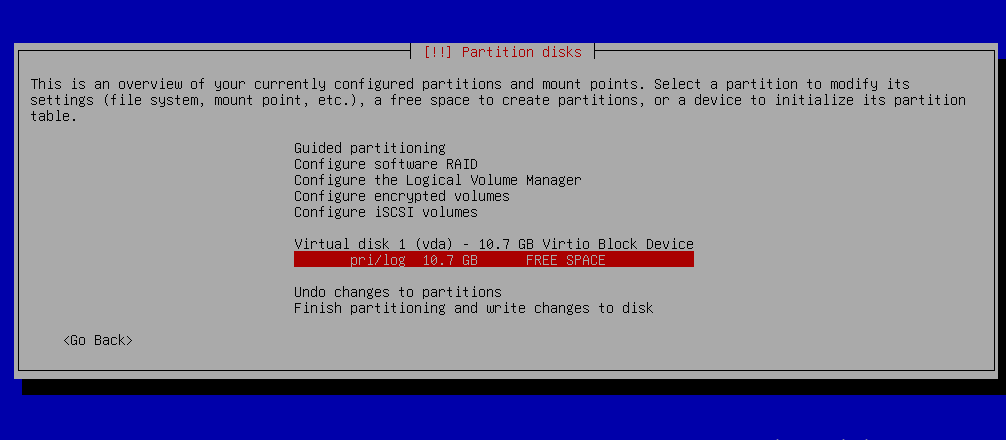 [!!] Partition disks
This is an overview of your currently configured partitions and mount points. Select a partition to modify its
settings (file system, mount point, etc.), a free space to create partitions, or a device to initialize its partition
table.
Guided partitioning
Configure software RAID
Configure the Logical Volume Manager
Configure encrypted volumes
Configure iSCSI volumes
Virtual disk 1 (vda) - 10.7 GB Virtio Block Device
pri/log 10.7 GB FREE SPACE
Undo changes to partitions
Finish partitioning and write changes to disk
<Go Back>